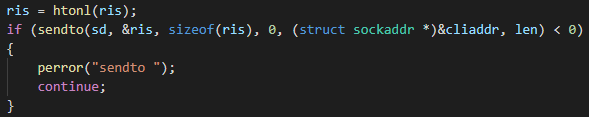 ris = htonl(ris);
if (sendto(sd, &ris, sizeof(ris), 0, (struct sockaddr *)&cliaddr, len) < 0)
{
    perror("sendto ");
    continue;
}